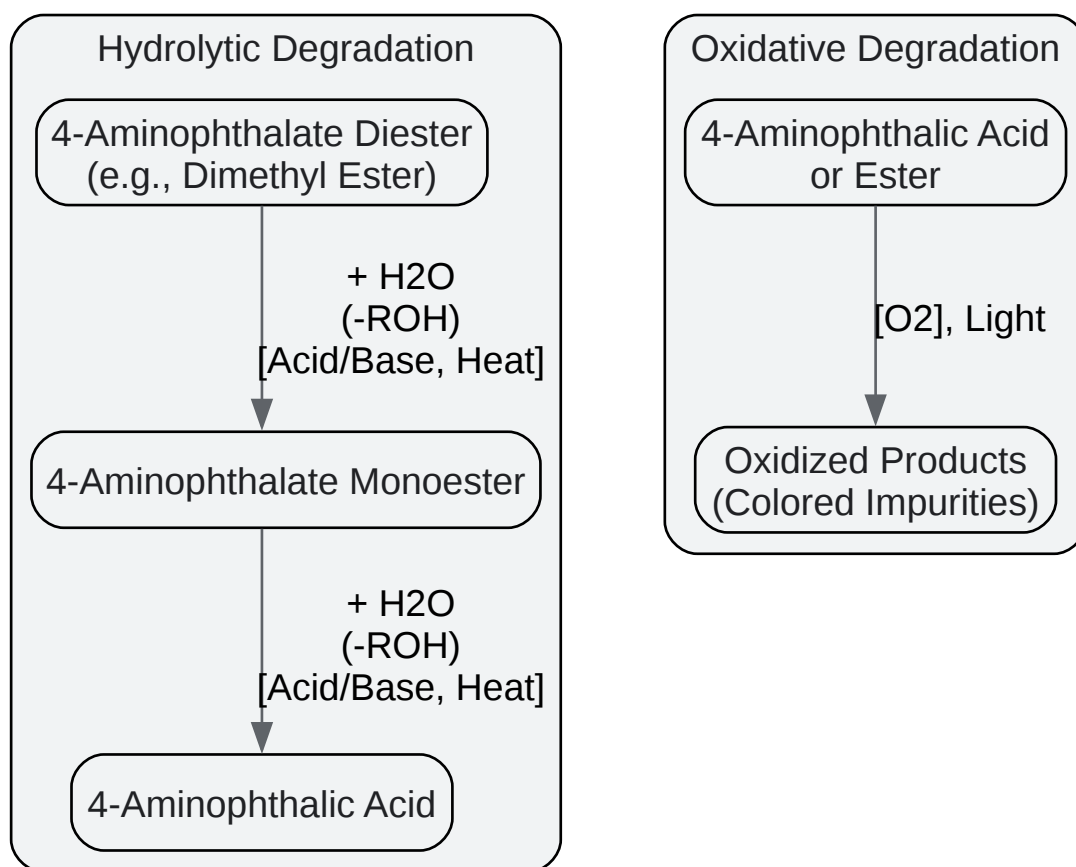 Hydrolytic Degradation
4-Aminophthalate Diester
(e.g., Dimethyl Ester)
+ H2O
(-ROH)
[Acid/Base, Heat]
4-Aminophthalate Monoester
+ H2O
(-ROH)
[Acid/Base, Heat]
4-Aminophthalic Acid
Oxidative Degradation
4-Aminophthalic Acid
or Ester
[O2], Light
Oxidized Products
(Colored Impurities)